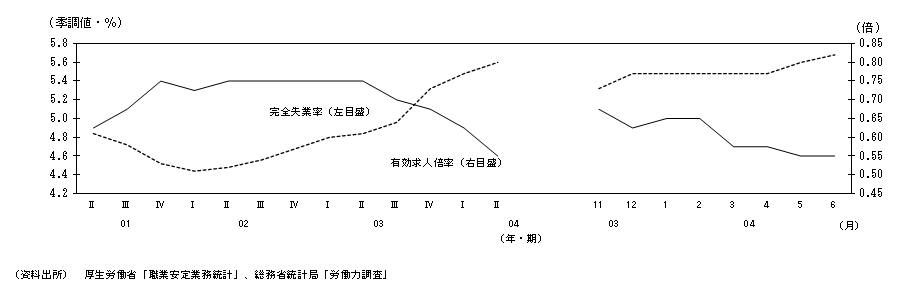 （季調値・％）
（倍）
5.8 0.85
5.6 0.80
5.4 0.75
5.2 0.70
5.0 完全失業率（左目盛） 0.65
4.8 0.60
4.6 有効求人倍率（右目盛） 0.55
4.4 0.50
4.2 0.45
Ⅱ Ⅲ Ⅳ Ⅰ Ⅱ Ⅲ Ⅳ Ⅰ Ⅱ Ⅲ Ⅳ Ⅰ Ⅱ 11 12 1 2 3 4 5 6
01 02 03 04 03 04 （月）
（年・期）
（資料出所） 厚生労働省「職業安定業務統計」、総務省統計局「労働力調査」